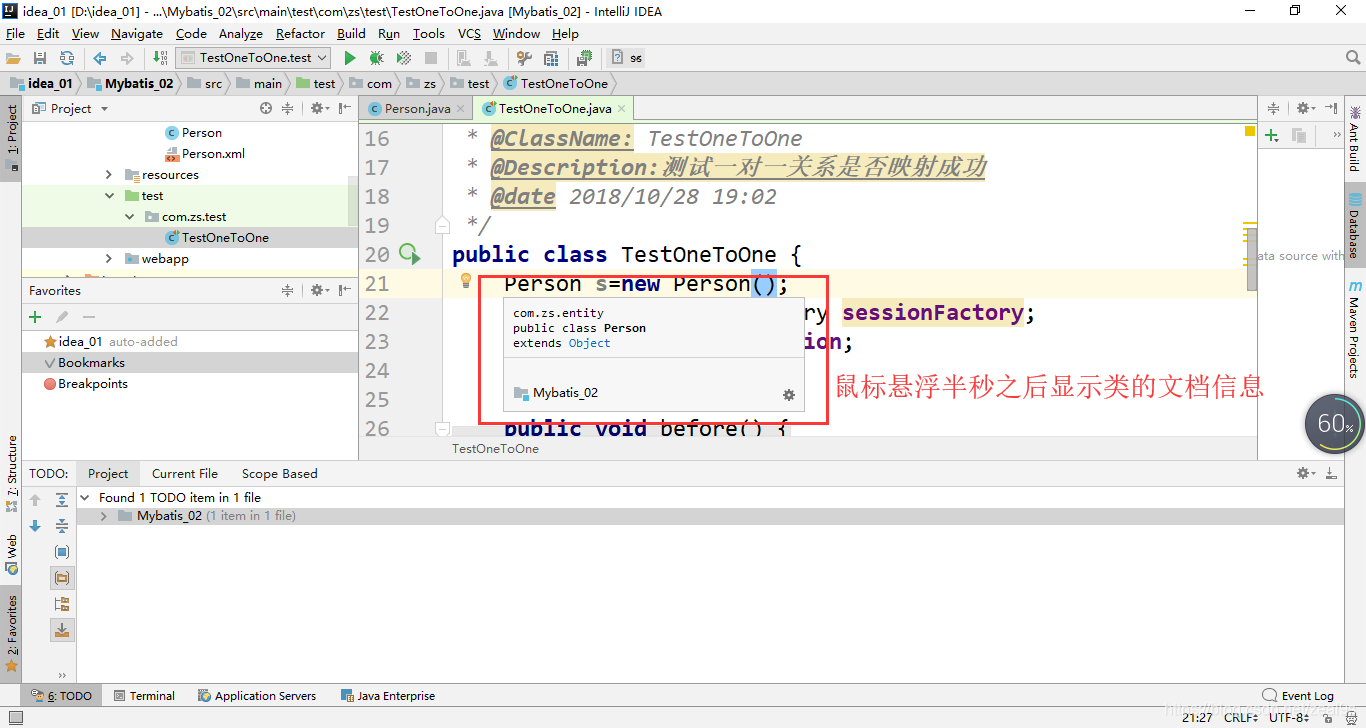 idea_01 [D:\idea_01] - ...\Mybatis_02\src\main\test\com\zs\test\TestOneToOne.java [Mybatis_02] - IntelliJ IDEA
File Edit View Navigate Code Analyze Refactor Build Run Tools VCS Window Help
TestOneToOne.test
idea_01 Mybatis_02 src main test com zs test TestOneToOne
1: Project
Project
Person
Person.xml
resources
test
com.zs.test
TestOneToOne
webapp
Favorites
idea_01 auto-added
Bookmarks
Breakpoints
Person.java TestOneToOne.java
16 * @ClassName: TestOneToOne
17 * @Description:测试一对一关系是否映射成功
18 * @date 2018/10/28 19:02
19 */
20 public class TestOneToOne {
21 Person s=new Person();
22 ry sessionFactory;
23 ion;
24
25
26 public void before() {
com.zs.entity
public class Person
extends Object
Mybatis_02
鼠标悬浮半秒之后显示类的文档信息
TestOneToOne
Ant Build
Database
ata source with
Maven Projects
60%
7: Structure
Web
2: Favorites
TODO: Project Current File Scope Based
Found 1 TODO item in 1 file
Mybatis_02 (1 item in 1 file)
6: TODO Terminal Application Servers Java Enterprise Event Log
21:27 CRLF UTF-8